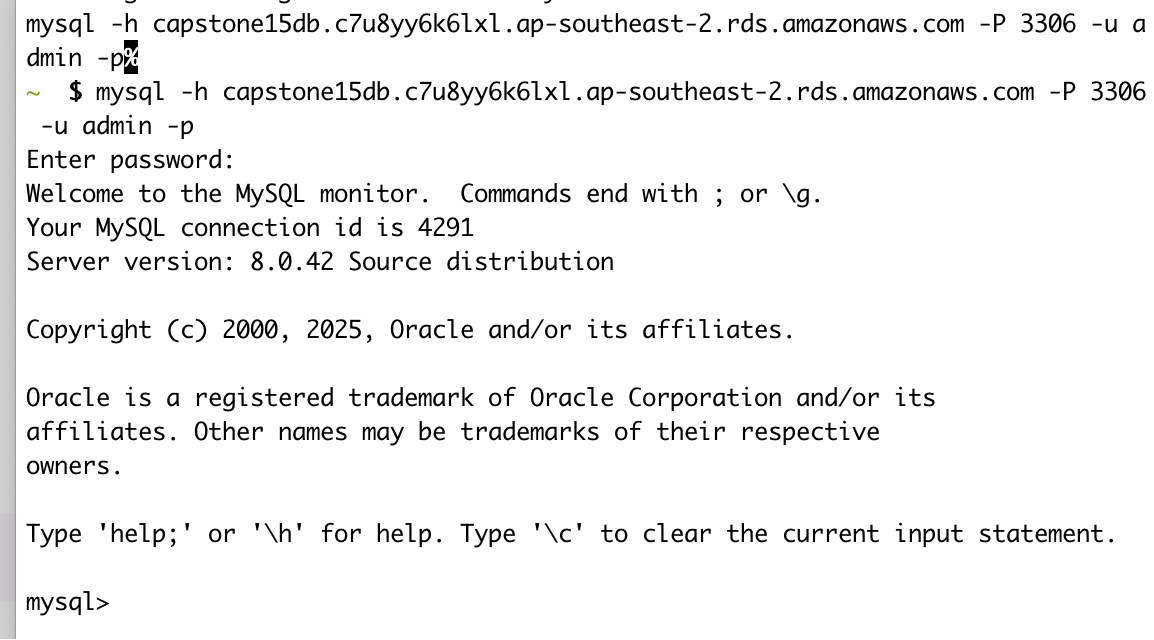 mysql -h capstone15db.c7u8yy6k6lxl.ap-southeast-2.rds.amazonaws.com -P 3306 -u a
dmin -p%
~  $ mysql -h capstone15db.c7u8yy6k6lxl.ap-southeast-2.rds.amazonaws.com -P 3306
 -u admin -p
Enter password:
Welcome to the MySQL monitor.  Commands end with ; or \g.
Your MySQL connection id is 4291
Server version: 8.0.42 Source distribution

Copyright (c) 2000, 2025, Oracle and/or its affiliates.

Oracle is a registered trademark of Oracle Corporation and/or its
affiliates. Other names may be trademarks of their respective
owners.

Type 'help;' or '\h' for help. Type '\c' to clear the current input statement.

mysql>